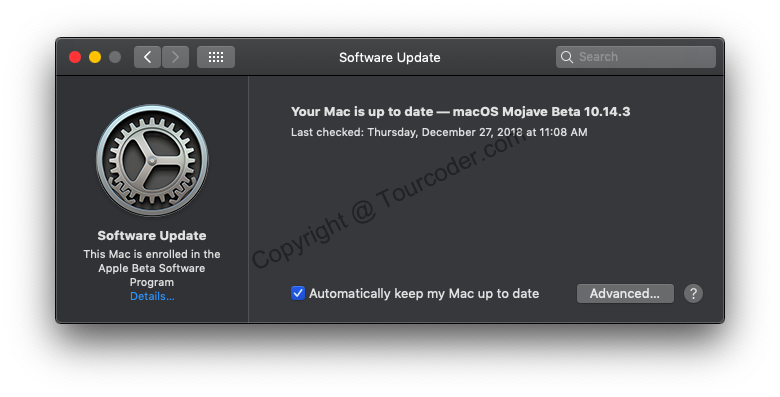 Software Update
Search
Your Mac is up to date — macOS Mojave Beta 10.14.3
Last checked: Thursday, December 27, 2018 at 11:08 AM
Software Update
This Mac is enrolled in the
Apple Beta Software
Program
Details...
Copyright @ Tourcoder.com
Automatically keep my Mac up to date
Advanced...
?